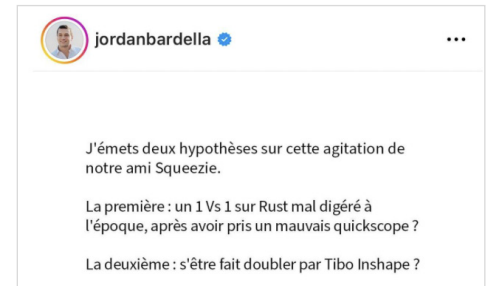 jordanbardella
J'émets deux hypothèses sur cette agitation de
notre ami Squeezie.
La première : un 1 Vs 1 sur Rust mal digéré à
l'époque, après avoir pris un mauvais quickscope ?
La deuxième : s'être fait doubler par Tibo Inshape ?